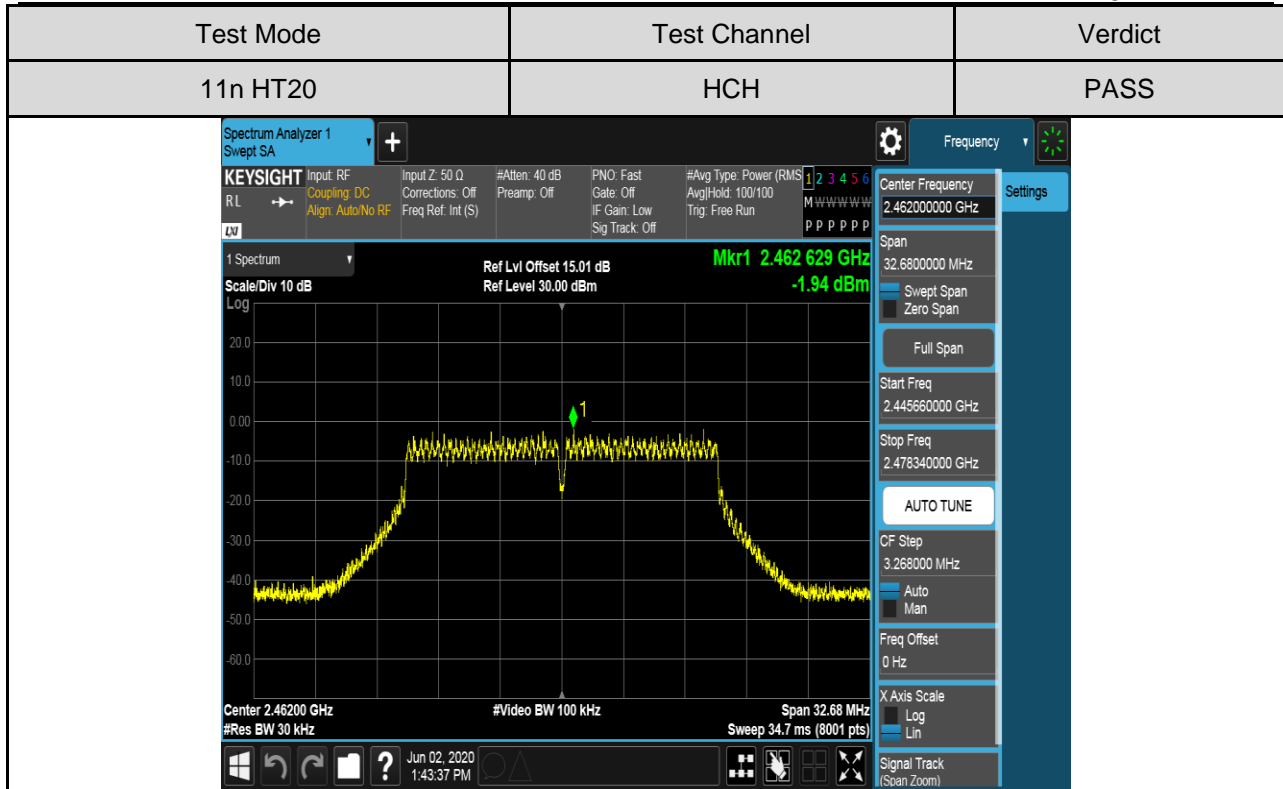 Test Mode Test Channel Verdict
11n HT20 HCH PASS
Spectrum Analyzer 1
Swept SA
+
Frequency
KEYSIGHT
RL
LXI
Input: RF
Coupling: DC
Align: Auto/No RF
Input Z: 50 Ω
Corrections: Off
Freq Ref: Int (S)
#Atten: 40 dB
Preamp: Off
PNO: Fast
Gate: Off
IF Gain: Low
Sig Track: Off
#Avg Type: Power (RMS
Avg|Hold: 100/100
Trig: Free Run
1 2 3 4 5 6
M W W W W W
P P P P P P
1 Spectrum
Scale/Div 10 dB
Log
Ref Lvl Offset 15.01 dB
Ref Level 30.00 dBm
Mkr1 2.462 629 GHz
-1.94 dBm
20.0
10.0
0.00
-10.0
-20.0
-30.0
-40.0
-50.0
-60.0
1
Center 2.46200 GHz #Video BW 100 kHz Span 32.68 MHz
#Res BW 30 kHz Sweep 34.7 ms (8001 pts)
Center Frequency
2.462000000 GHz
Settings
Span
32.6800000 MHz
Swept Span
Zero Span
Full Span
Start Freq
2.445660000 GHz
Stop Freq
2.478340000 GHz
AUTO TUNE
CF Step
3.268000 MHz
Auto
Man
Freq Offset
0 Hz
X Axis Scale
Log
Lin
Signal Track
(Span Zoom)
?
Jun 02, 2020
1:43:37 PM